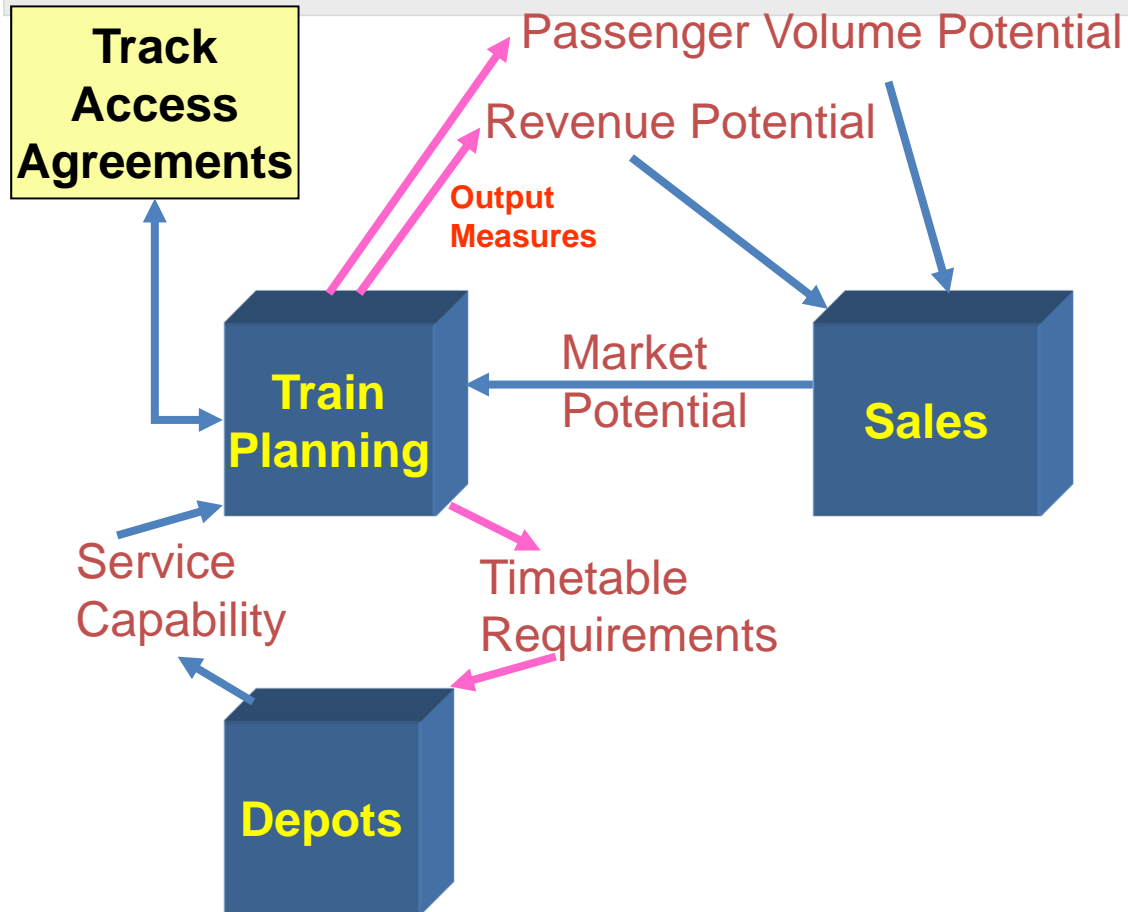 Track
Access
Agreements
Passenger Volume Potential
Revenue Potential
Output
Measures
Market
Potential
Train
Planning
Sales
Service
Capability
Timetable
Requirements
Depots